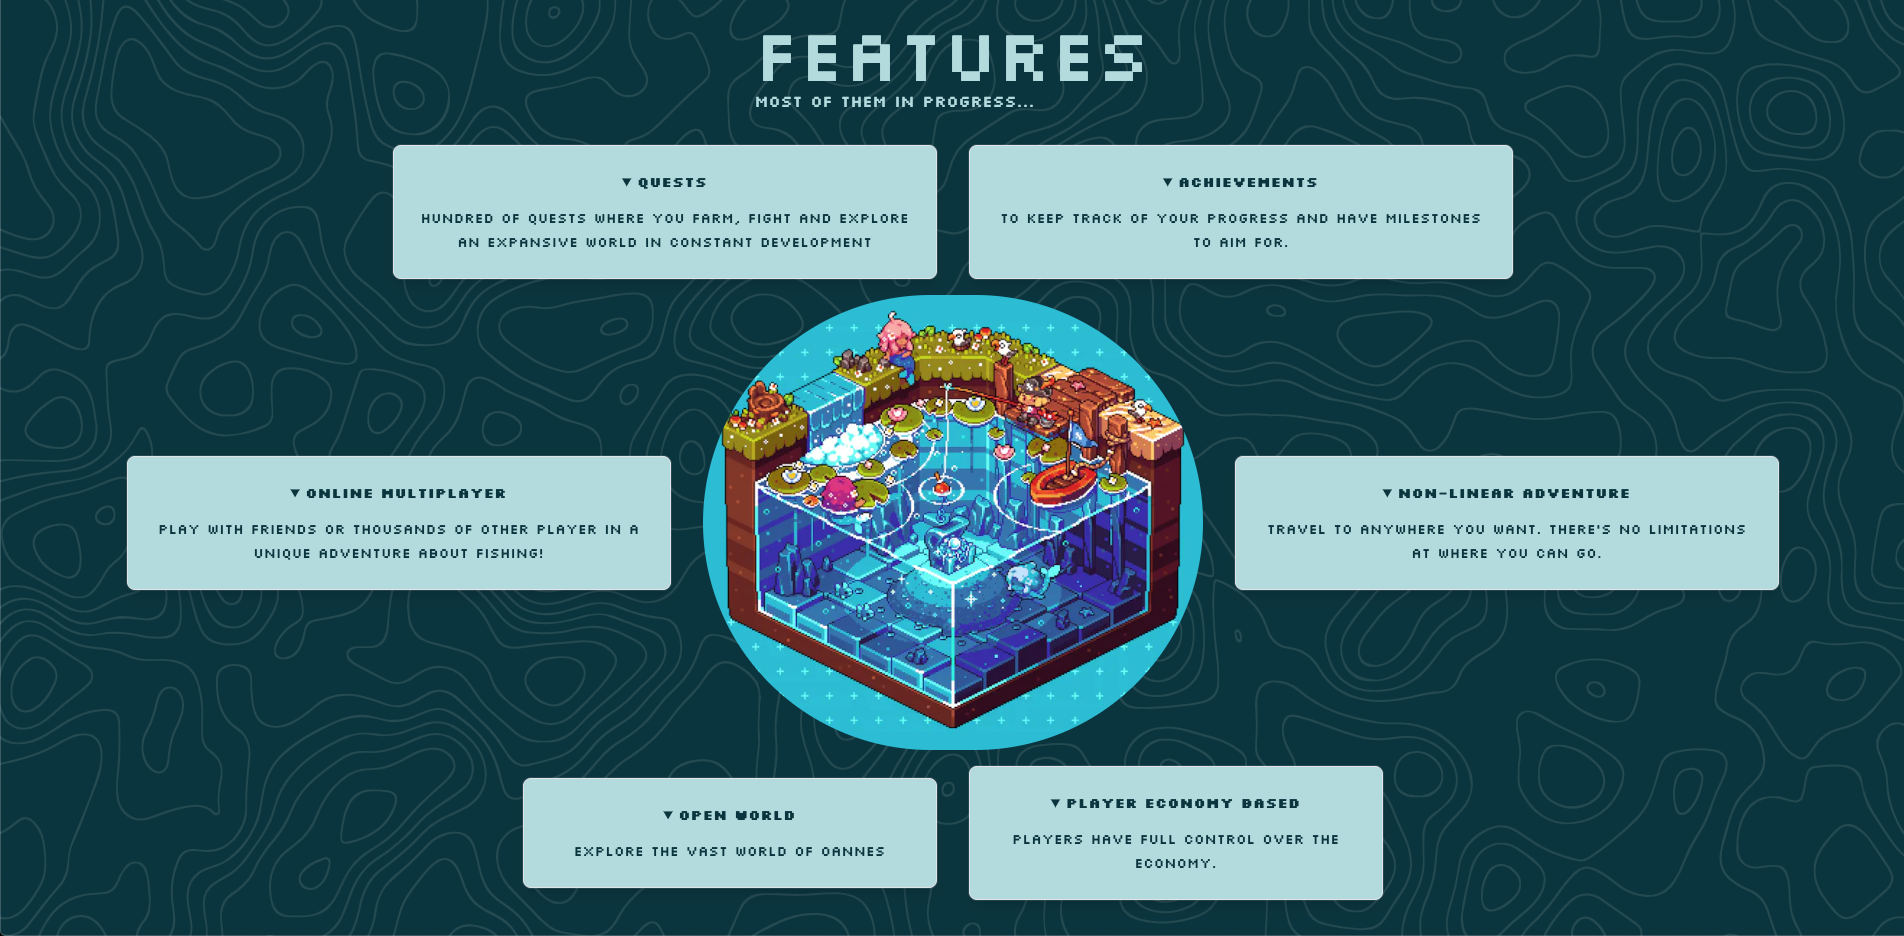 FEATURES
MOST OF THEM IN PROGRESS...
▼ QUESTS
HUNDRED OF QUESTS WHERE YOU FARM, FIGHT AND EXPLORE
AN EXPANSIVE WORLD IN CONSTANT DEVELOPMENT
▼ ACHIEVEMENTS
TO KEEP TRACK OF YOUR PROGRESS AND HAVE MILESTONES
TO AIM FOR.
▼ ONLINE MULTIPLAYER
PLAY WITH FRIENDS OR THOUSANDS OF OTHER PLAYER IN A
UNIQUE ADVENTURE ABOUT FISHING!
▼ NON-LINEAR ADVENTURE
TRAVEL TO ANYWHERE YOU WANT. THERE'S NO LIMITATIONS
AT WHERE YOU CAN GO.
▼ OPEN WORLD
EXPLORE THE VAST WORLD OF OANNES
▼ PLAYER ECONOMY BASED
PLAYERS HAVE FULL CONTROL OVER THE
ECONOMY.